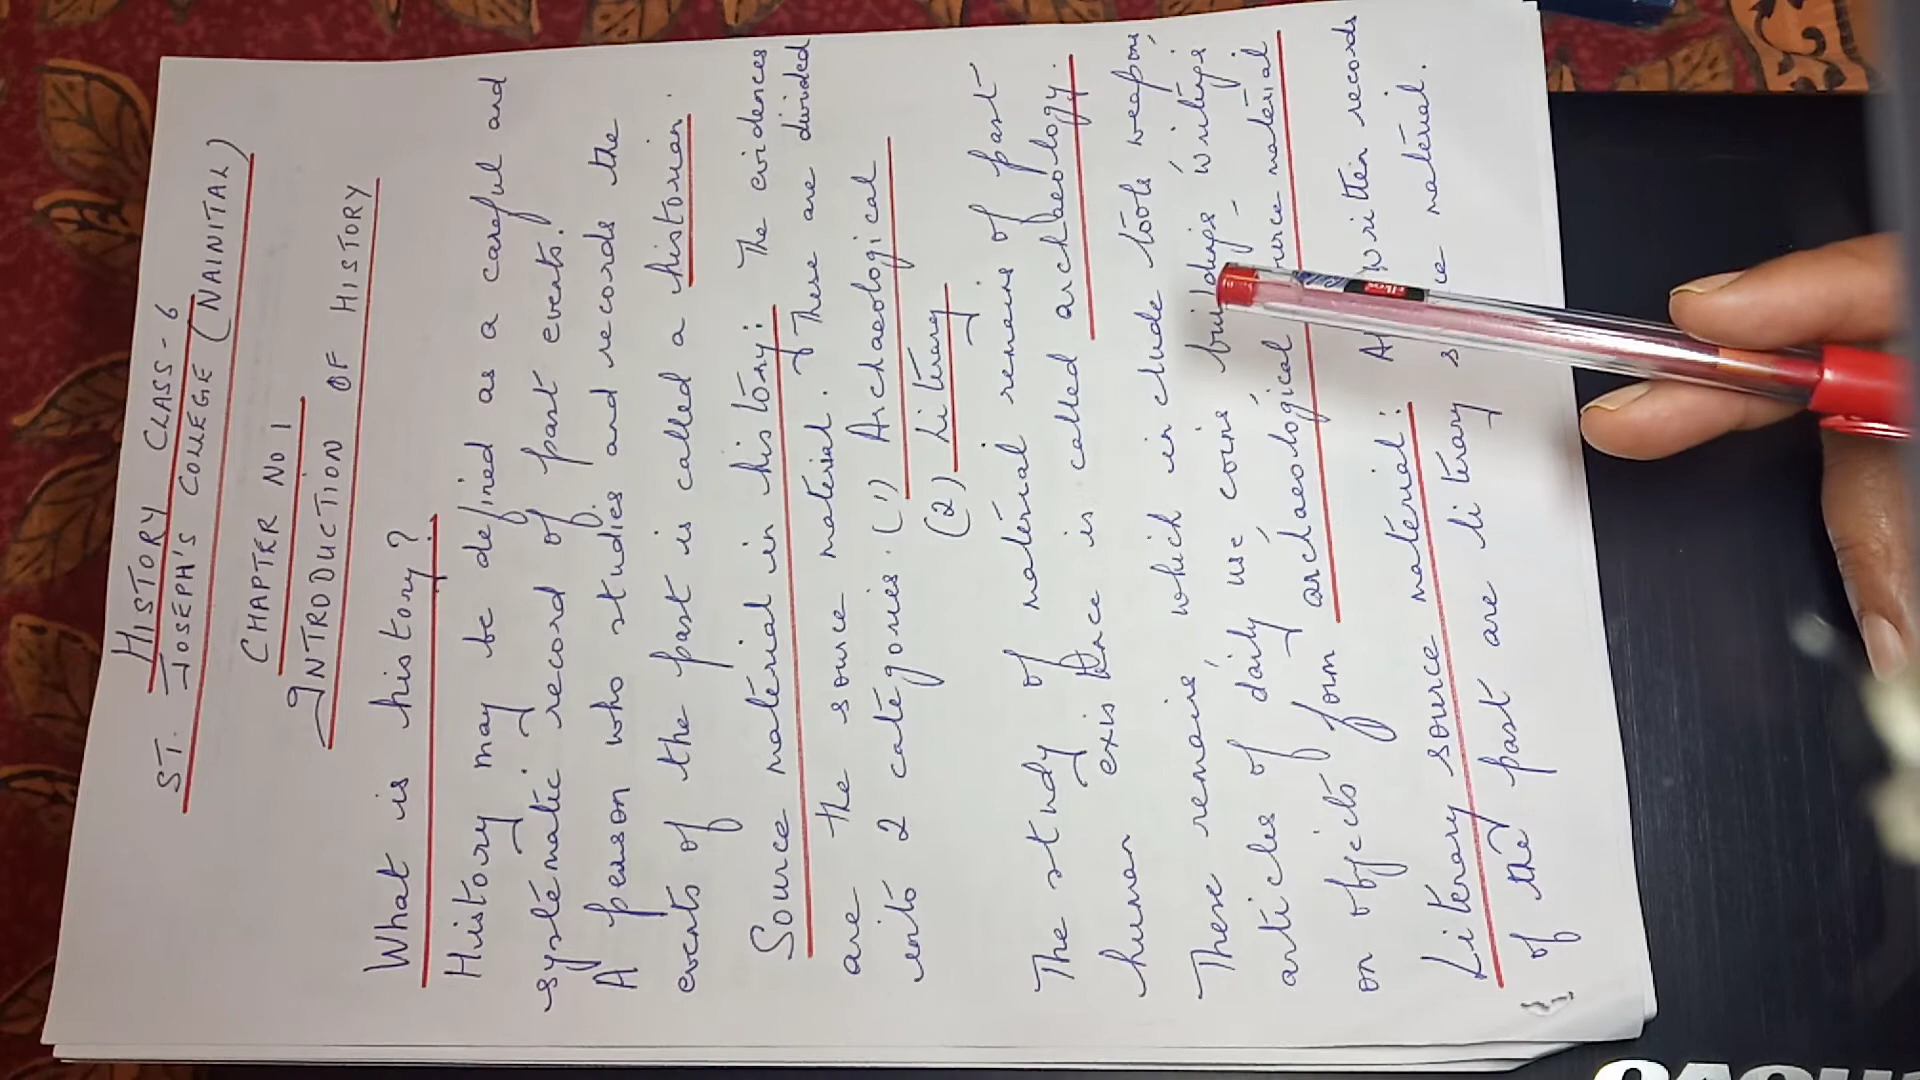 HISTORY CLASS-6
ST. JOSEPH'S COLLEGE (NAINITAL)
CHAPTER NO 1
INTRODUCTION OF HISTORY
What is history?
History may be defined as a careful and
systematic record of past events.
A person who studies and records the
events of the past is called a historian.
Source material in history: The evidences
are the source material. These are divided
into 2 categories. (1) Archaeological
(2) Literary
The study of material remains of past
human existence is called archaeology.
These remains which include tools weapons,
articles of daily use coins, buildings, writings
on objects form archaeological material
Literary source material: written records
of the past are literary material.